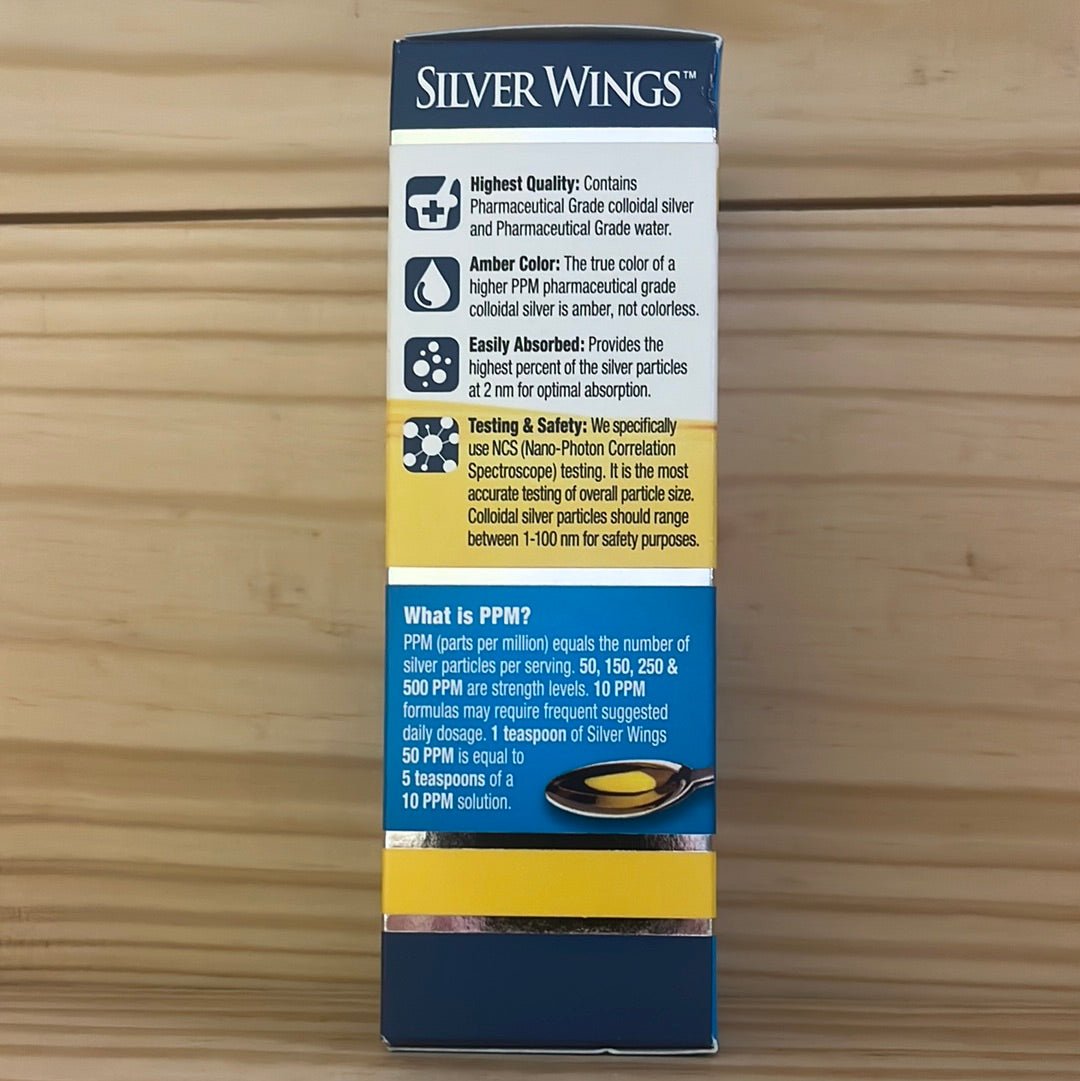 SILVER WINGS™
Highest Quality: Contains
Pharmaceutical Grade colloidal silver
and Pharmaceutical Grade water.
Amber Color: The true color of a
higher PPM pharmaceutical grade
colloidal silver is amber, not colorless.
Easily Absorbed: Provides the
highest percent of the silver particles
at 2 nm for optimal absorption.
Testing & Safety: We specifically
use NCS (Nano-Photon Correlation
Spectroscope) testing. It is the most
accurate testing of overall particle size.
Colloidal silver particles should range
between 1-100 nm for safety purposes.
What is PPM?
PPM (parts per million) equals the number of
silver particles per serving. 50, 150, 250 &
500 PPM are strength levels. 10 PPM
formulas may require frequent suggested
daily dosage. 1 teaspoon of Silver Wings
50 PPM is equal to
5 teaspoons of a
10 PPM solution.